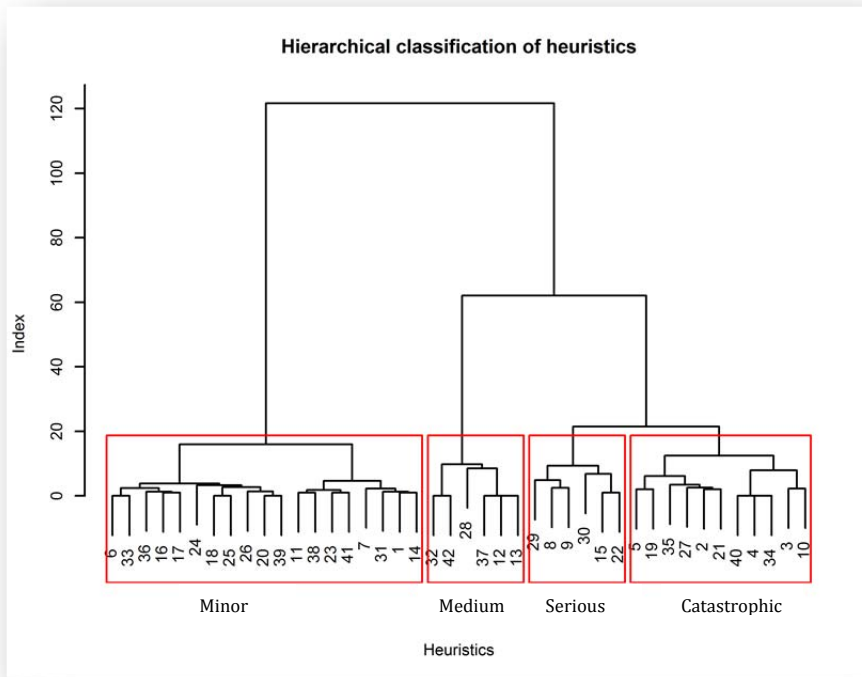 Hierarchical classification of heuristics
Index
120
100
80
60
40
20
0
6 33 36 16 17 24 18 25 26 20 39 11 38 23 41 7 31 1 14 32 42 28 37 12 13 29 8 9 30 15 22 5 19 35 27 2 21 40 4 34 3 10
Minor Medium Serious Catastrophic
Heuristics